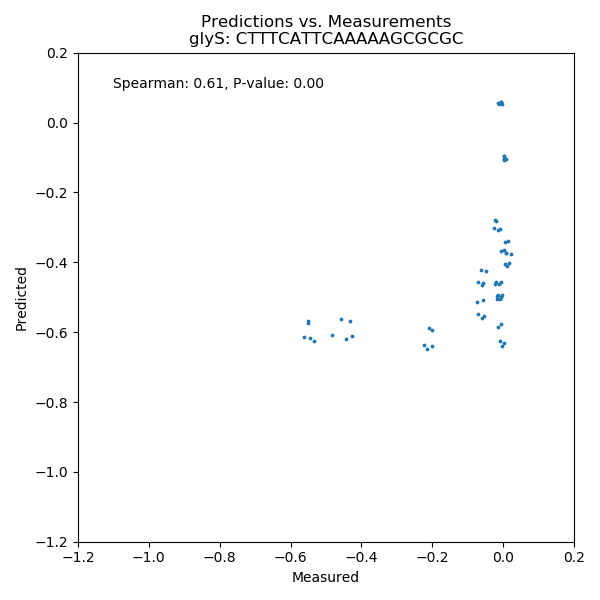 Predictions vs. Measurements
glyS: CTTTCATTCAAAAAGCGCGC
Spearman: 0.61, P-value: 0.00
0.2
0.0
−0.2
−0.4
−0.6
−0.8
−1.0
−1.2
Predicted
−1.2 −1.0 −0.8 −0.6 −0.4 −0.2 0.0 0.2
Measured